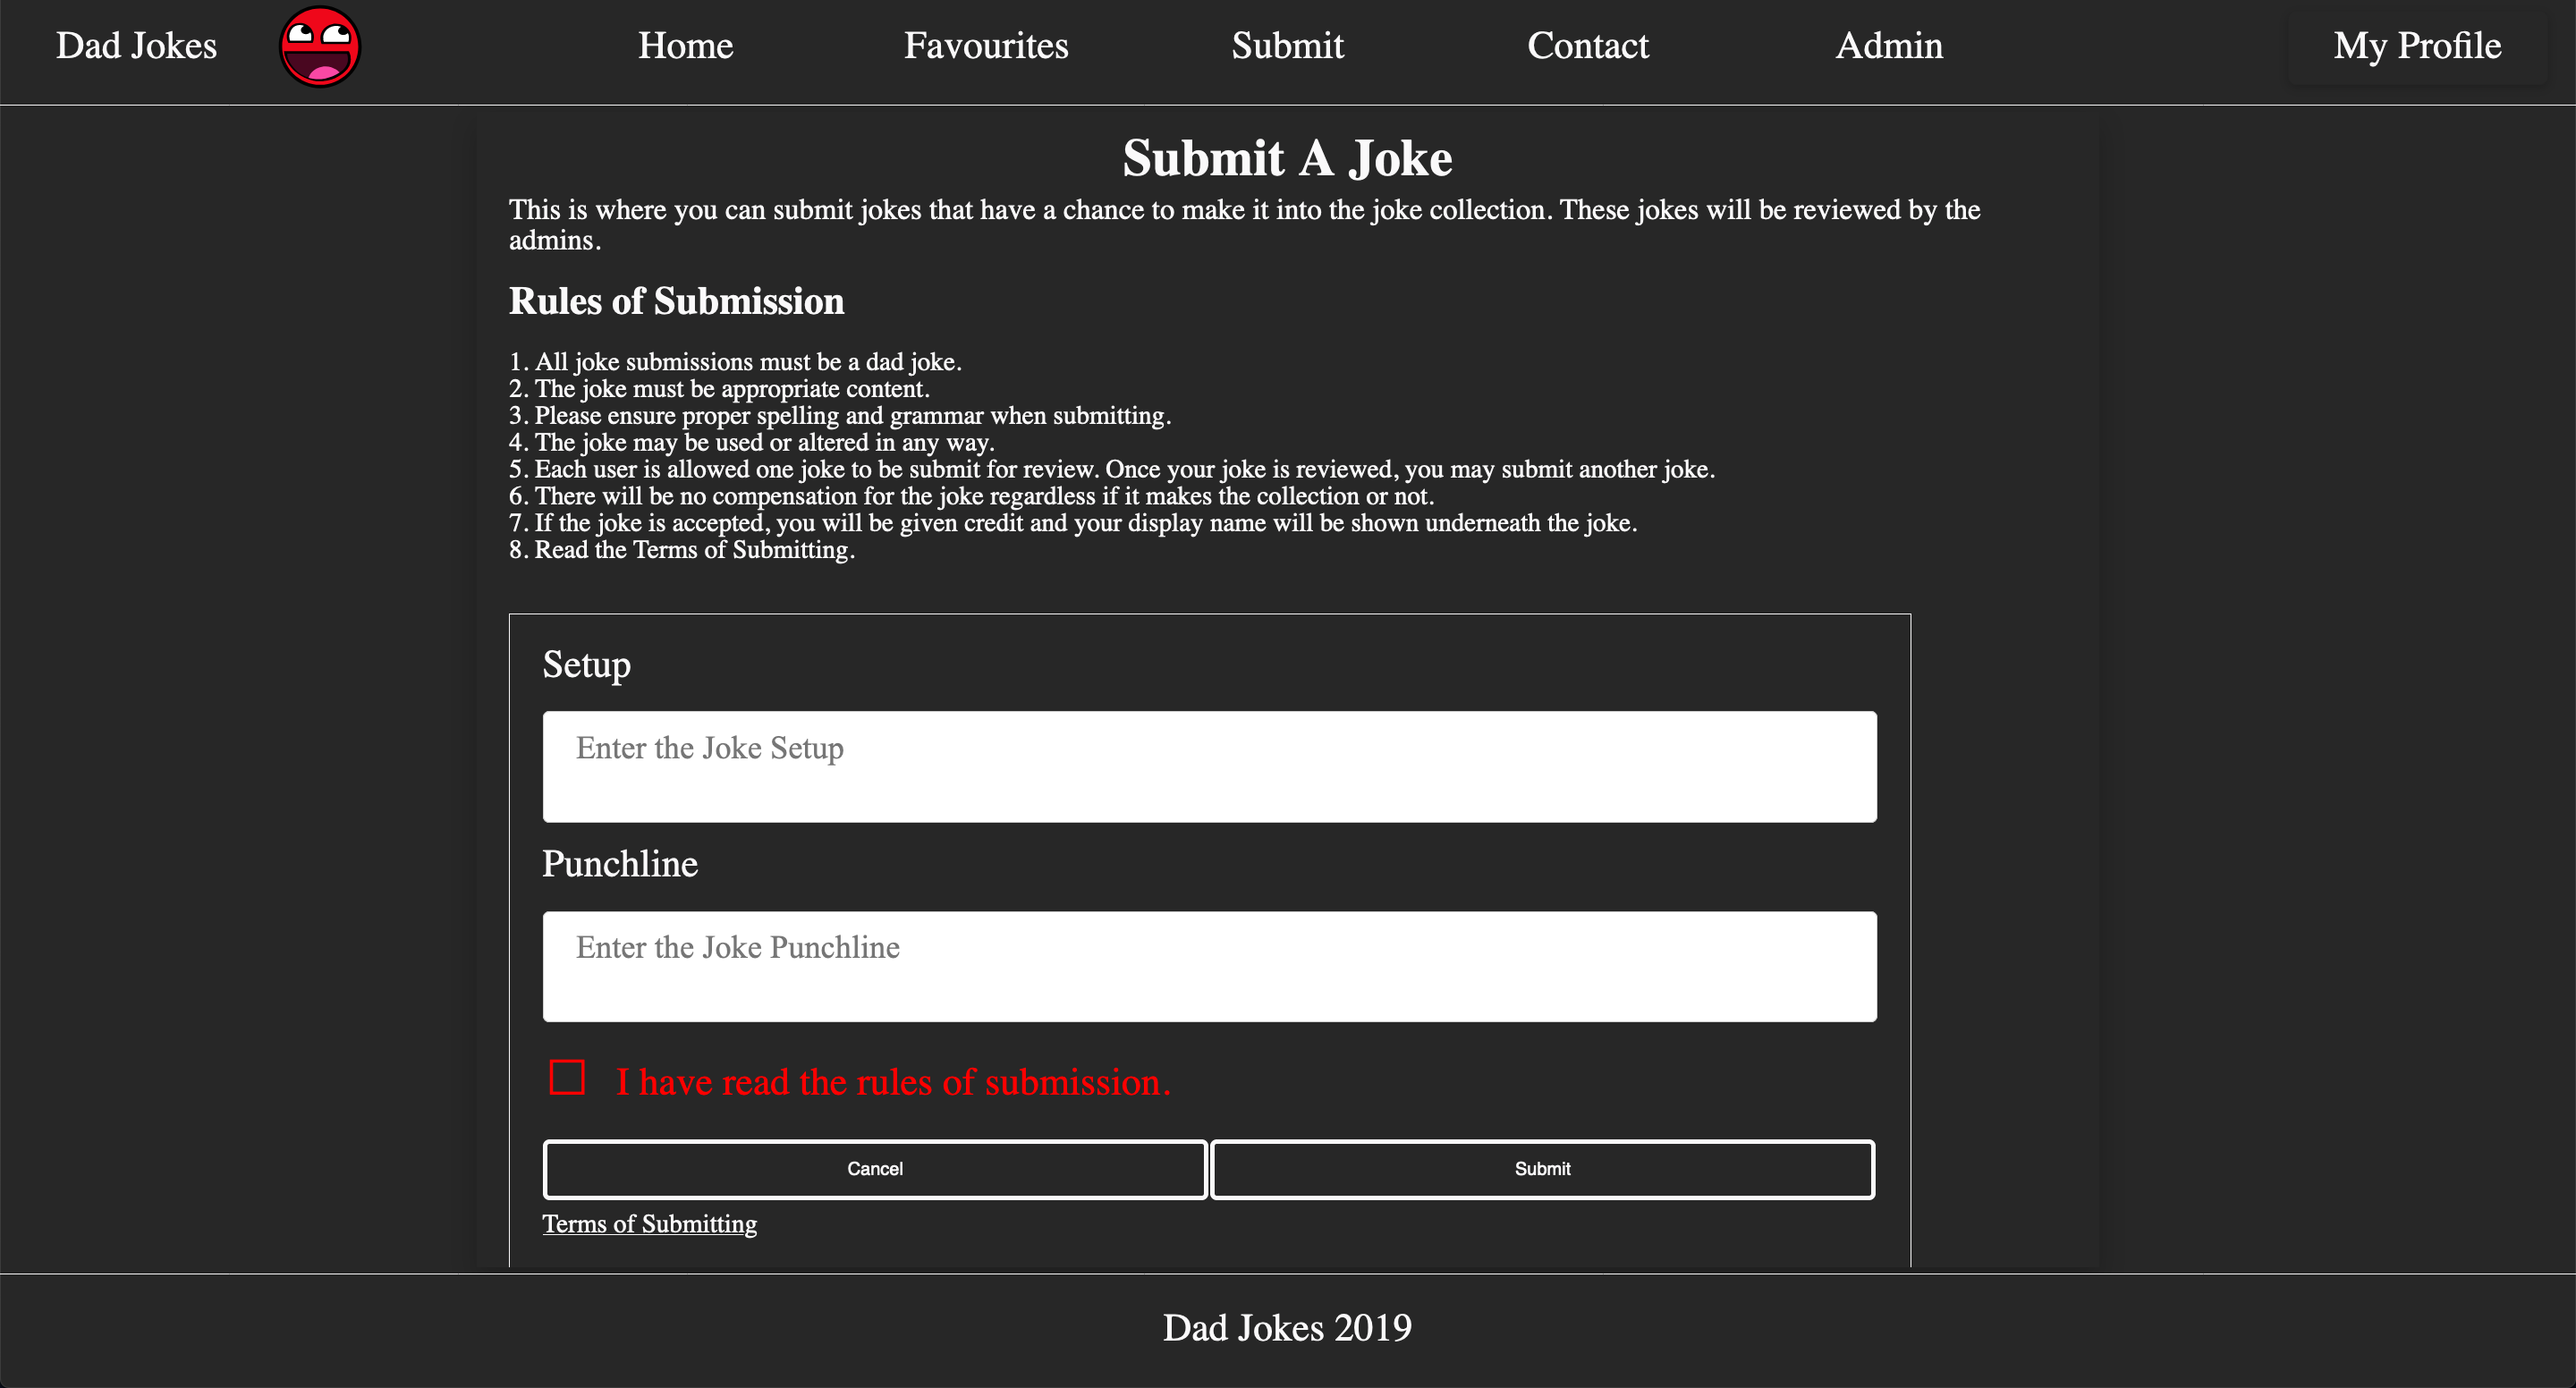 Dad Jokes
Home
Favourites
Submit
Contact
Admin
My Profile
Submit A Joke
This is where you can submit jokes that have a chance to make it into the joke collection. These jokes will be reviewed by the
admins.
Rules of Submission
1. All joke submissions must be a dad joke.
2. The joke must be appropriate content.
3. Please ensure proper spelling and grammar when submitting.
4. The joke may be used or altered in any way.
5. Each user is allowed one joke to be submit for review. Once your joke is reviewed, you may submit another joke.
6. There will be no compensation for the joke regardless if it makes the collection or not.
7. If the joke is accepted, you will be given credit and your display name will be shown underneath the joke.
8. Read the Terms of Submitting.
Setup
Enter the Joke Setup
Punchline
Enter the Joke Punchline
I have read the rules of submission.
Cancel
Submit
Terms of Submitting
Dad Jokes 2019